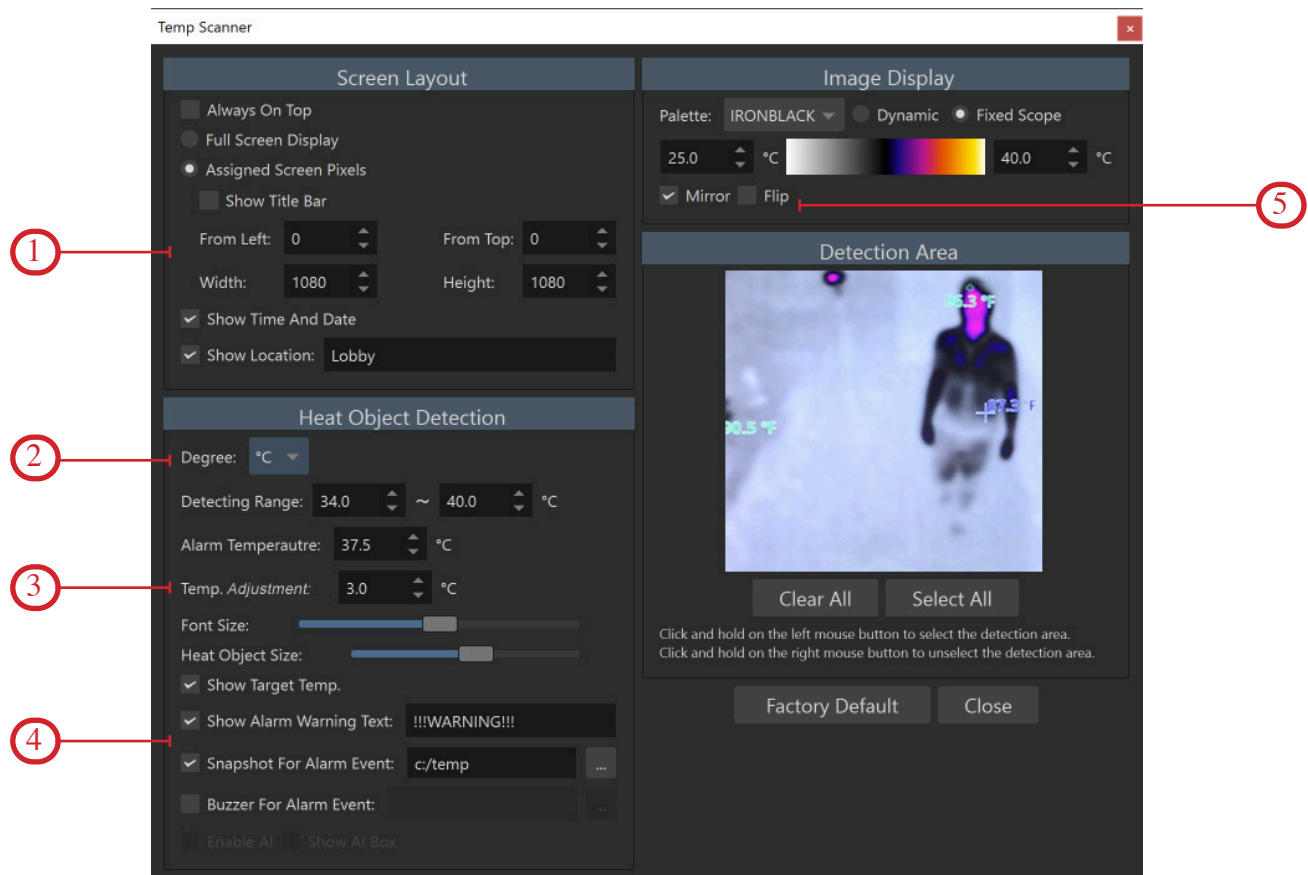 Temp Scanner
×
Screen Layout
Always On Top
Full Screen Display
Assigned Screen Pixels
Show Title Bar
From Left: 0 From Top: 0
Width: 1080 Height: 1080
Show Time And Date
Show Location: Lobby
Heat Object Detection
Degree: °C
Detecting Range: 34.0 ~ 40.0 °C
Alarm Temperautre: 37.5 °C
Temp. Adjustment: 3.0 °C
Font Size:
Heat Object Size:
Show Target Temp.
Show Alarm Warning Text: !!!WARNING!!!
Snapshot For Alarm Event: c:/temp ...
Buzzer For Alarm Event: ...
Enable AI Show AI Box
Image Display
Palette: IRONBLACK Dynamic Fixed Scope
25.0 °C 40.0 °C
Mirror Flip
Detection Area
96.3 °F
87.3 °F
90.5 °F
Clear All Select All
Click and hold on the left mouse button to select the detection area.
Click and hold on the right mouse button to unselect the detection area.
Factory Default Close
1
2
3
4
5